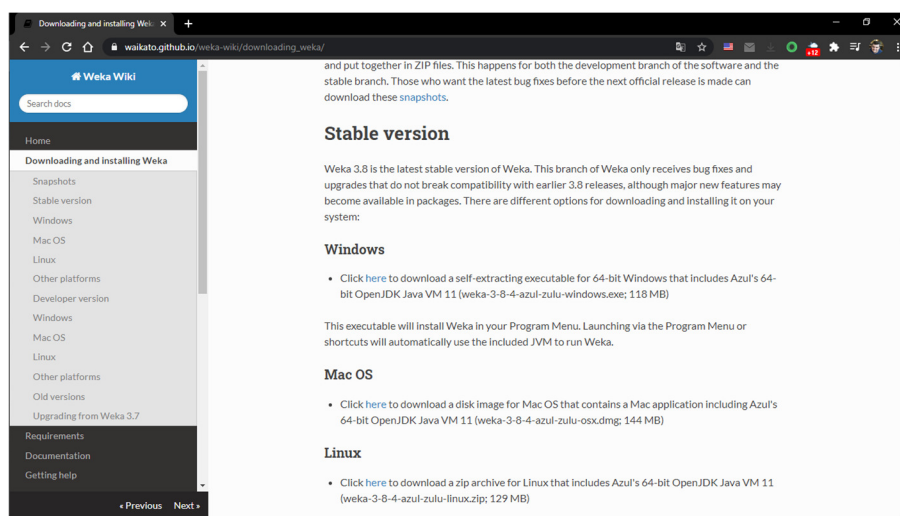 Downloading and installing Wek
waikato.github.io/weka-wiki/downloading_weka/
+12
Weka Wiki
Search docs
Home
Downloading and installing Weka
Snapshots
Stable version
Windows
Mac OS
Linux
Other platforms
Developer version
Windows
Mac OS
Linux
Other platforms
Old versions
Upgrading from Weka 3.7
Requirements
Documentation
Getting help
« Previous Next »
and put together in ZIP files. This happens for both the development branch of the software and the
stable branch. Those who want the latest bug fixes before the next official release is made can
download these snapshots.
Stable version
Weka 3.8 is the latest stable version of Weka. This branch of Weka only receives bug fixes and
upgrades that do not break compatibility with earlier 3.8 releases, although major new features may
become available in packages. There are different options for downloading and installing it on your
system:
Windows
• Click here to download a self-extracting executable for 64-bit Windows that includes Azul's 64-
bit OpenJDK Java VM 11 (weka-3-8-4-azul-zulu-windows.exe; 118 MB)
This executable will install Weka in your Program Menu. Launching via the Program Menu or
shortcuts will automatically use the included JVM to run Weka.
Mac OS
• Click here to download a disk image for Mac OS that contains a Mac application including Azul's
64-bit OpenJDK Java VM 11 (weka-3-8-4-azul-zulu-osx.dmg; 144 MB)
Linux
• Click here to download a zip archive for Linux that includes Azul's 64-bit OpenJDK Java VM 11
(weka-3-8-4-azul-zulu-linux.zip; 129 MB)